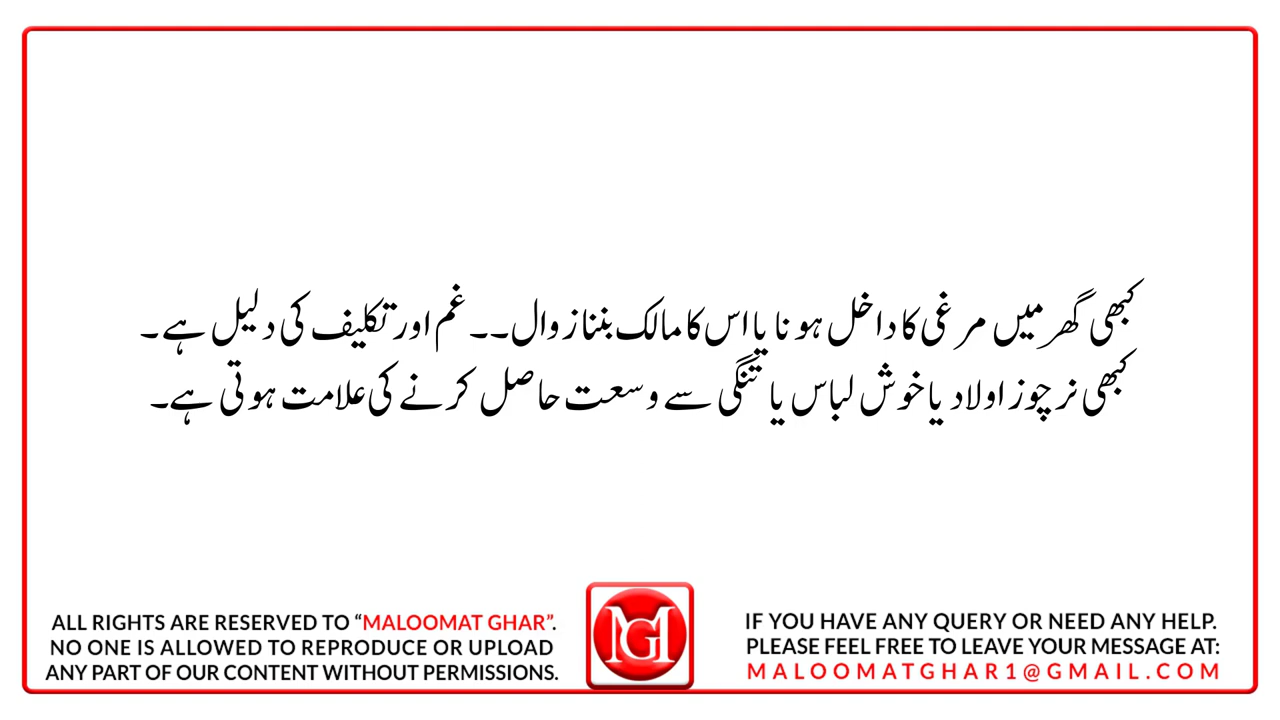 کبھی گھر میں مرغی کا داخل ہونا یا اس کا مالک بننا زوال۔۔ غم اور تکلیف کی دلیل ہے۔
کبھی نر چوز اولاد یا خوش لباس یا تنگی سے وسعت حاصل کرنے کی علامت ہوتی ہے۔
ALL RIGHTS ARE RESERVED TO “MALOOMAT GHAR”.
NO ONE IS ALLOWED TO REPRODUCE OR UPLOAD
ANY PART OF OUR CONTENT WITHOUT PERMISSIONS.
MG
IF YOU HAVE ANY QUERY OR NEED ANY HELP.
PLEASE FEEL FREE TO LEAVE YOUR MESSAGE AT:
MALOOMATGHAR1@GMAIL.COM